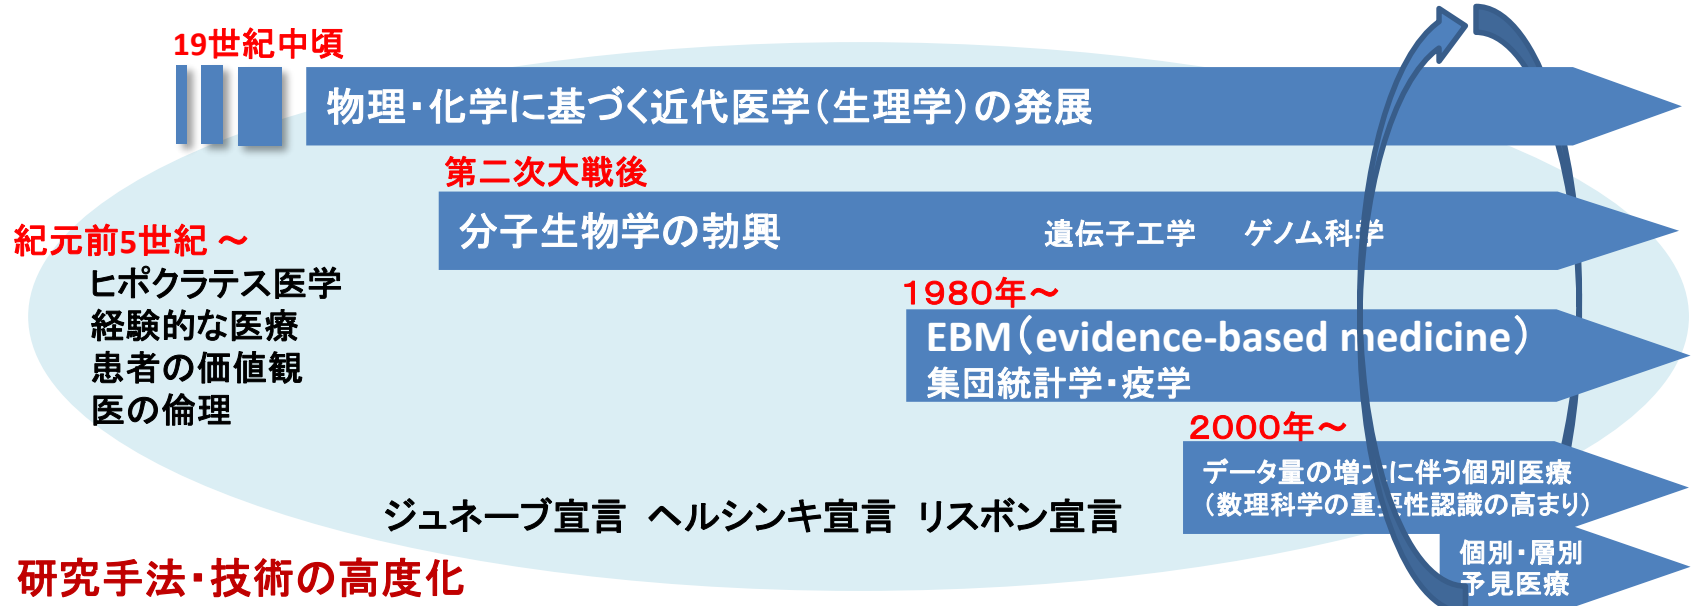 19世紀中頃
物理・化学に基づく近代医学（生理学）の発展
第二次大戦後
分子生物学の勃興 遺伝子工学 ゲノム科学
紀元前5世紀 ～
ヒポクラテス医学
経験的な医療
患者の価値観
医の倫理
１９８０年～
EBM（evidence-based medicine）
集団統計学・疫学
２０００年～
データ量の増大に伴う個別医療
（数理科学の重要性認識の高まり）
ジュネーブ宣言 ヘルシンキ宣言 リスボン宣言
個別・層別
予見医療
研究手法・技術の高度化